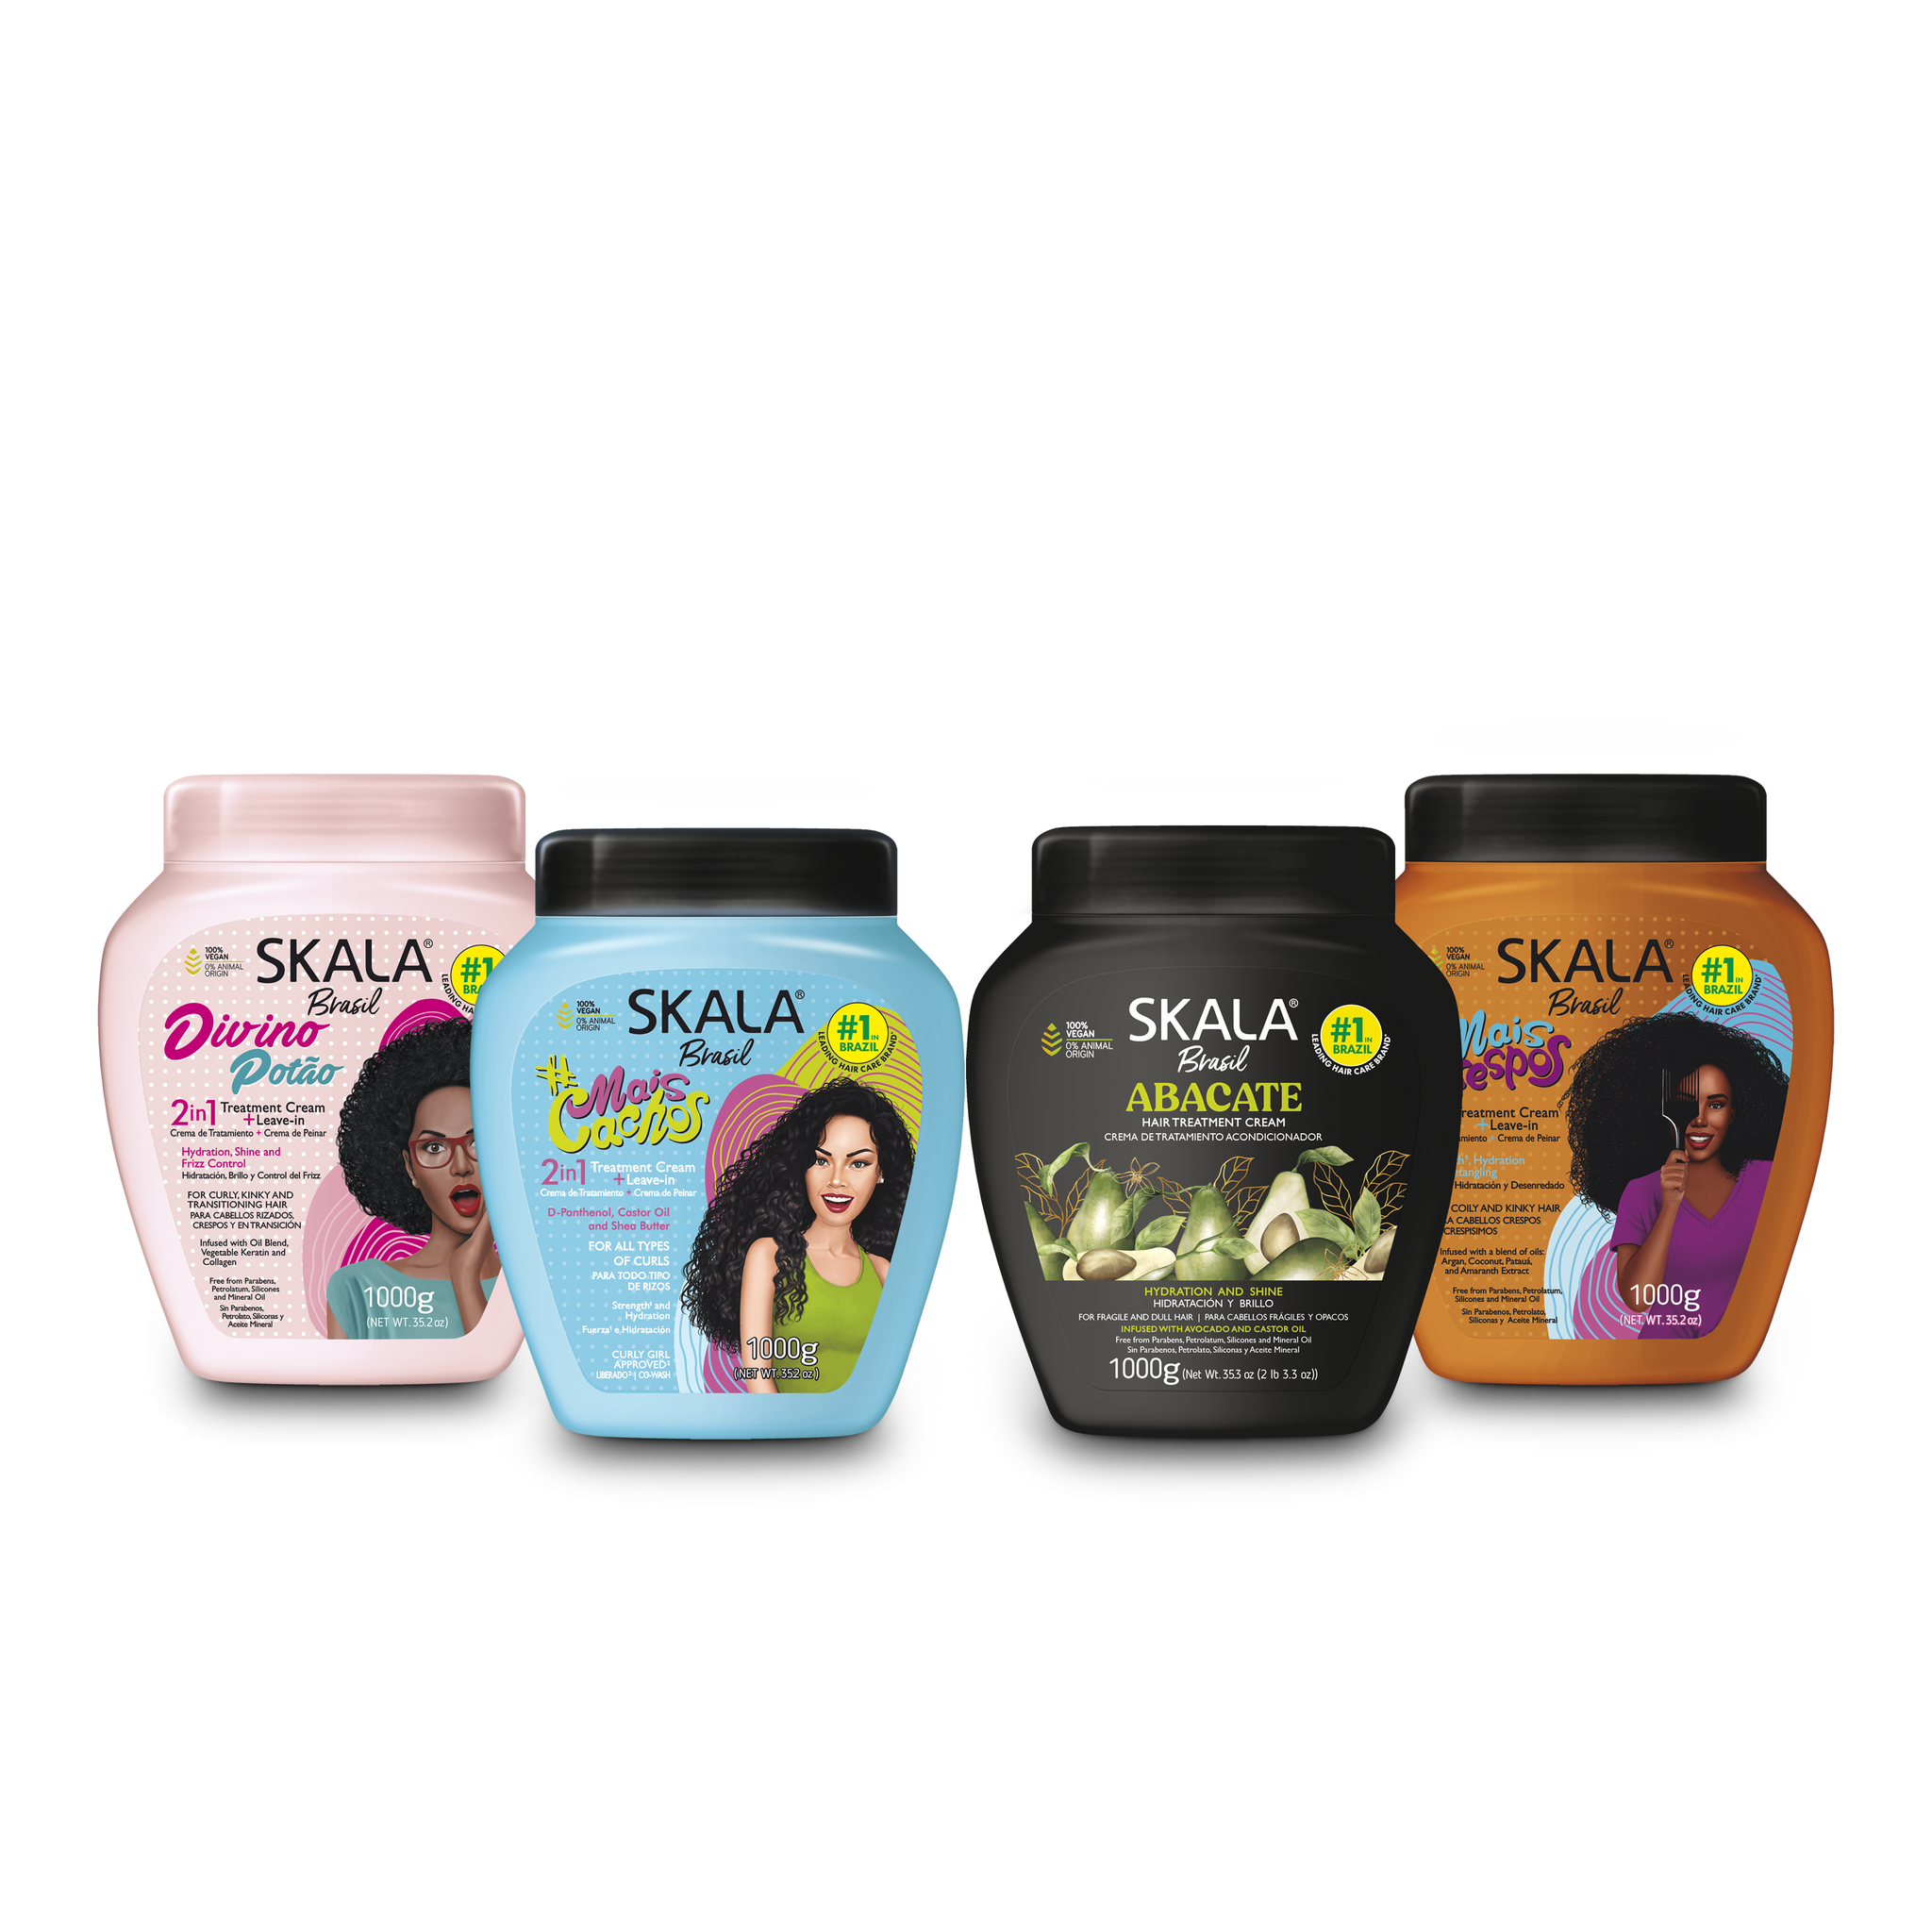 100%
VEGAN
0% ANIMAL
ORIGIN
SKALA®
Brasil
#1
LEADING
Divino
Potão
2in1 Treatment Cream
+Leave-in
Crema de Tratamiento + Crema de Peinar
Hydration, Shine and
Frizz Control
Hidratación, Brillo y Control del Frizz
FOR CURLY, KINKY AND
TRANSITIONING HAIR
PARA CABELLOS RIZADOS,
CRESPOS Y EN TRANSICIÓN
Infused with Oil Blend,
Vegetable Keratin and
Collagen
Free from Parabens,
Petrolatum, Silicones
and Mineral Oil
Sin Parabenos,
Petrolato, Siliconas y
Aceite Mineral
1000g
(NET WT. 35.2 oz)
100%
VEGAN
0% ANIMAL
ORIGIN
SKALA®
Brasil
#1 IN
BRAZIL
LEADING HAIR CARE BRAND*
#Mais
Cachos
2in1 Treatment Cream
+Leave-in
Crema de Tratamiento + Crema de Peinar
D-Panthenol, Castor Oil
and Shea Butter
FOR ALL TYPES
OF CURLS
PARA TODO TIPO
DE RIZOS
Strength¹ and
Hydration
Fuerza¹ e Hidratación
CURLY GIRL
APPROVED²
LIBERADO² | CO-WASH
1000g
(NET WT. 35.2 oz)
100%
VEGAN
0% ANIMAL
ORIGIN
SKALA®
Brasil
#1 IN
BRAZIL
LEADING HAIR CARE BRAND*
ABACATE
HAIR TREATMENT CREAM
CREMA DE TRATAMIENTO ACONDICIONADOR
HYDRATION AND SHINE
HIDRATACIÓN Y BRILLO
FOR FRAGILE AND DULL HAIR | PARA CABELLOS FRÁGILES Y OPACOS
INFUSED WITH AVOCADO AND CASTOR OIL
Free from Parabens, Petrolatum, Silicones and Mineral Oil
Sin Parabenos, Petrolato, Siliconas y Aceite Mineral
1000g (Net Wt. 35.3 oz (2 lb 3.3 oz))
100%
VEGAN
0% ANIMAL
ORIGIN
SKALA®
Brasil
#1 IN
BRAZIL
LEADING HAIR CARE BRAND*
Mais
espos
reatment Cream
+Leave-in
amiento + Crema de Peinar
th¹, Hydration
etangling
Hidratación y Desenredado
COILY AND KINKY HAIR
A CABELLOS CRESPOS
CRESPISIMOS
Infused with a blend of oils:
Argan, Coconut, Patauá,
and Amaranth Extract
Free from Parabens, Petrolatum,
Silicones and Mineral Oil
Sin Parabenos, Petrolato,
Siliconas y Aceite Mineral
1000g
(NET. WT. 35.2 oz)